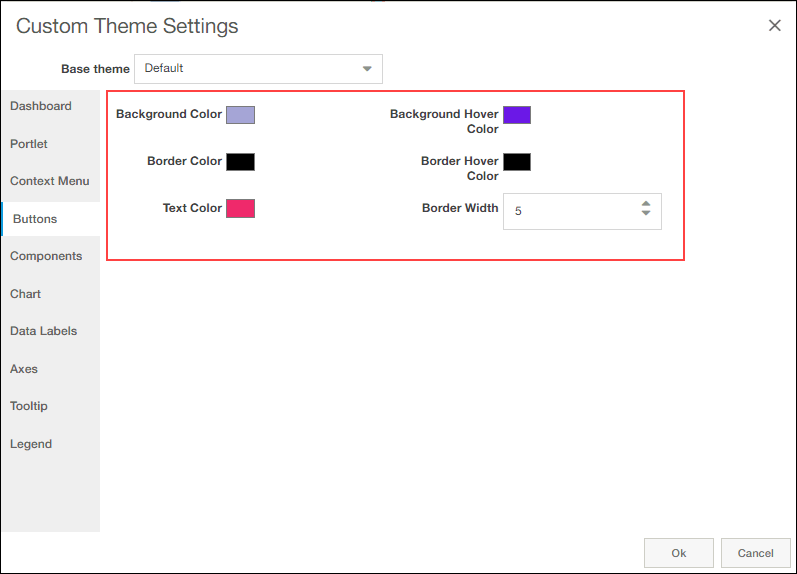 Custom Theme Settings
Base theme
Default
Dashboard
Portlet
Context Menu
Buttons
Components
Chart
Data Labels
Axes
Tooltip
Legend
Background Color
Background Hover
Color
Border Color
Border Hover
Color
Text Color
Border Width
5
Ok
Cancel